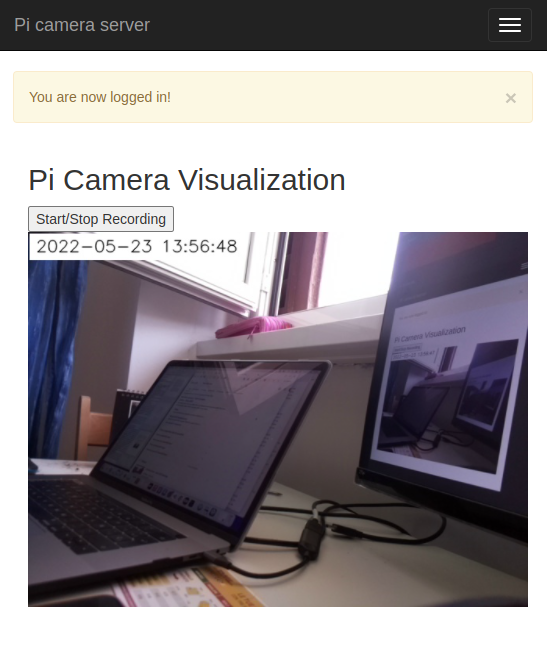 Pi camera server
You are now logged in!
×
Pi Camera Visualization
Start/Stop Recording
2022-05-23 13:56:48
Pi Camera Visualization